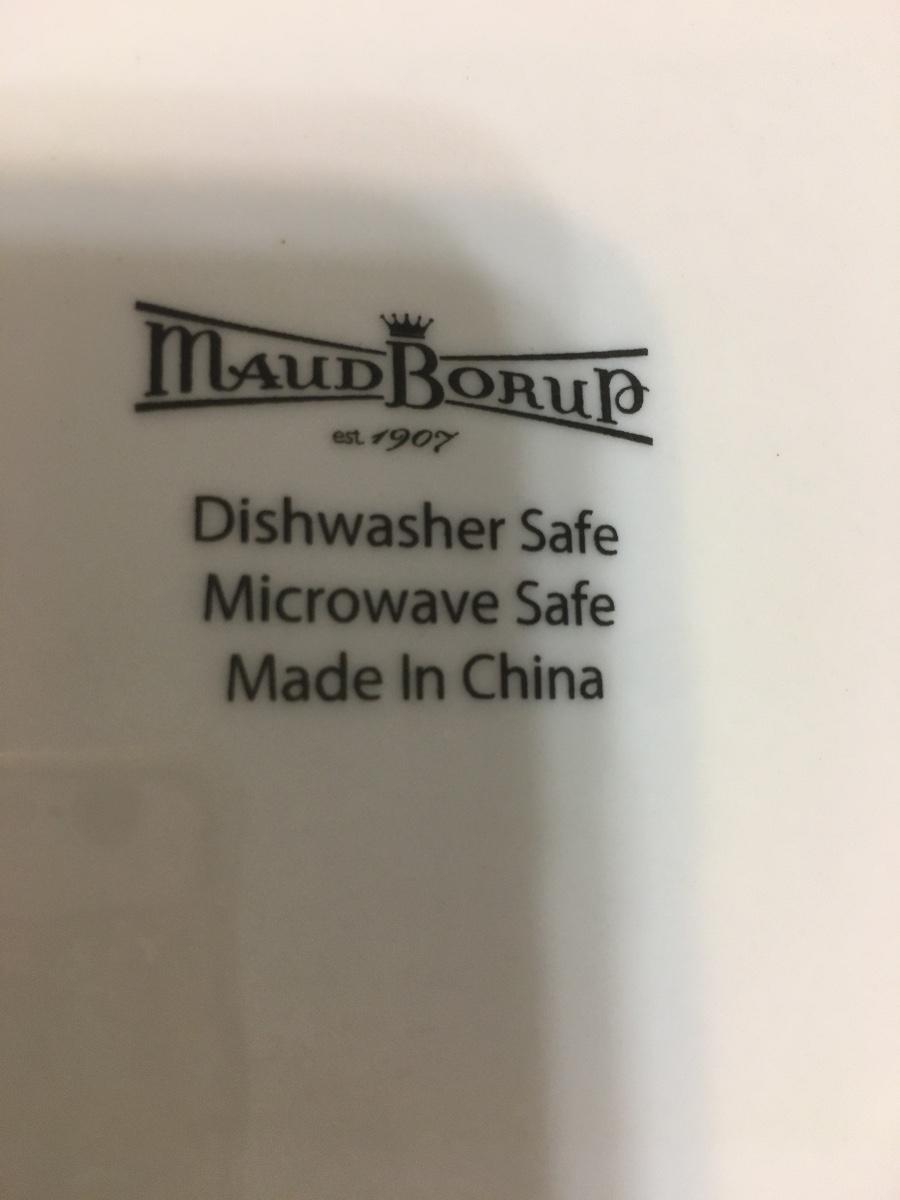 MAUD BORUP
est. 1907
Dishwasher Safe
Microwave Safe
Made In China